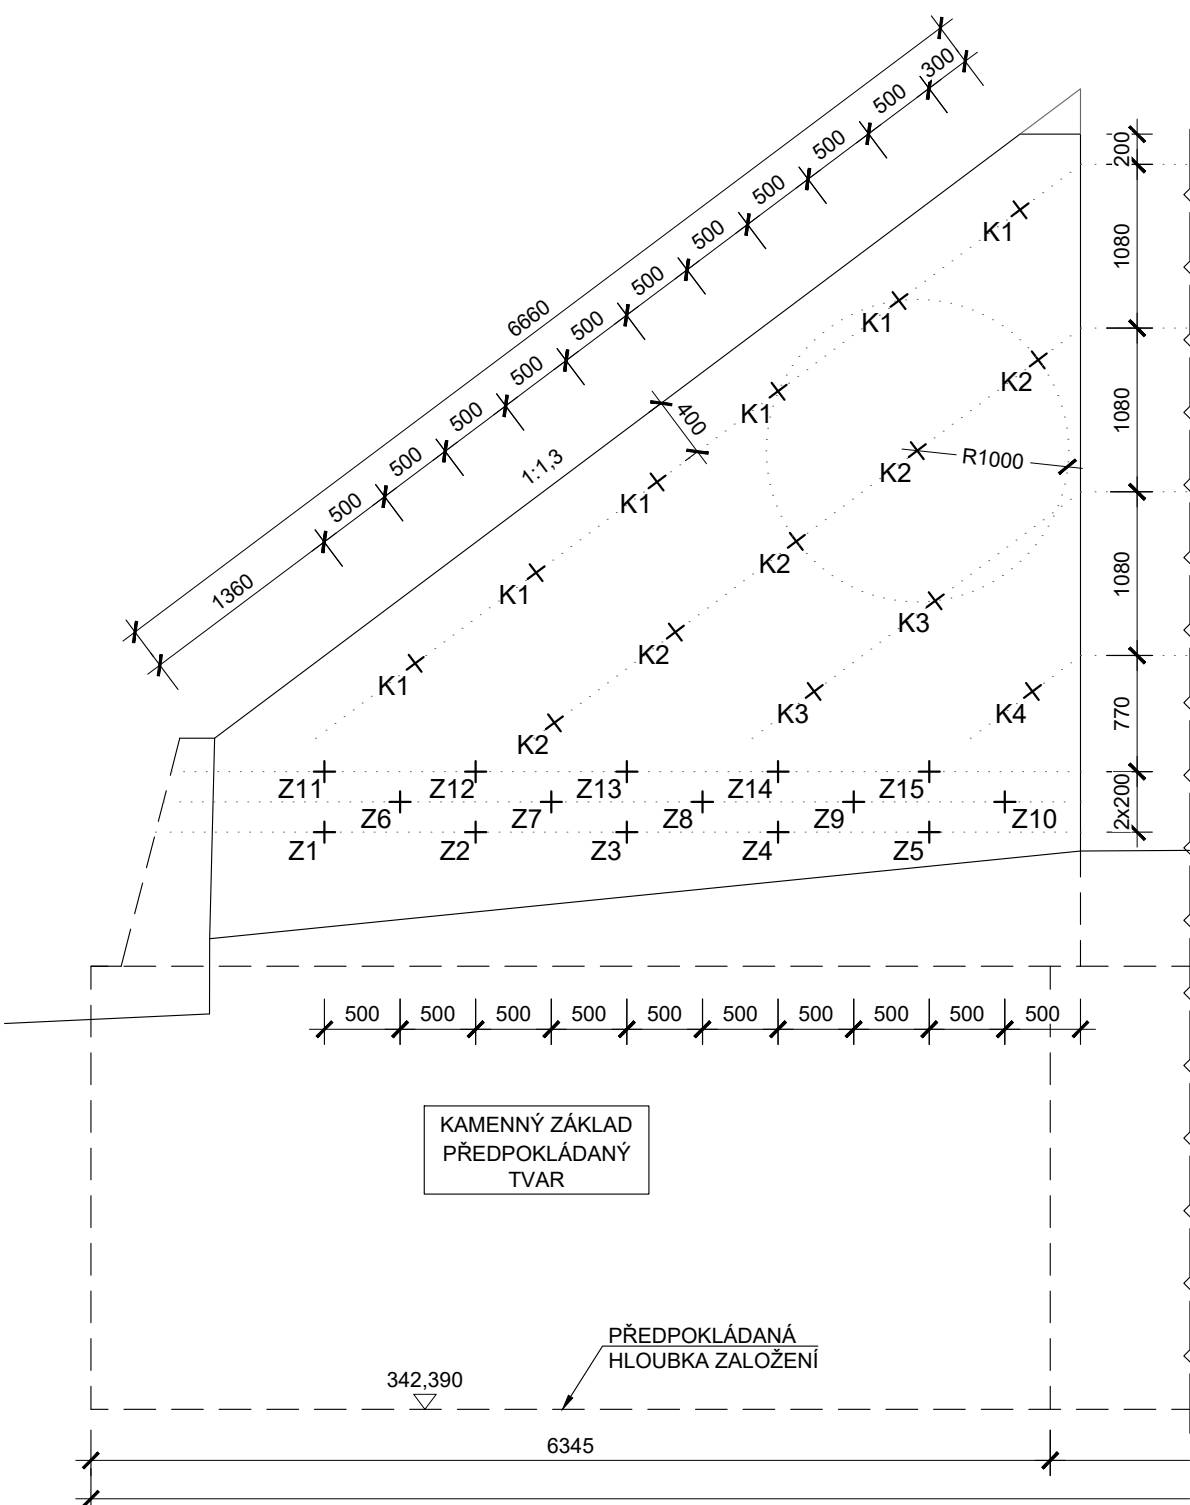 300
500
500
500
500
500
500
500
500
500
500
1360
6660
400
1:1,3
200
1080
1080
1080
770
2x200
K1
K1
K2
K1
K2
R1000
K1
K2
K1
K3
K2
K1
K3
K4
K2
Z11
Z12
Z13
Z14
Z15
Z6
Z7
Z8
Z9
Z10
Z1
Z2
Z3
Z4
Z5
500
500
500
500
500
500
500
500
500
500
KAMENNÝ ZÁKLAD
PŘEDPOKLÁDANÝ
TVAR
PŘEDPOKLÁDANÁ
HLOUBKA ZALOŽENÍ
342,390
6345